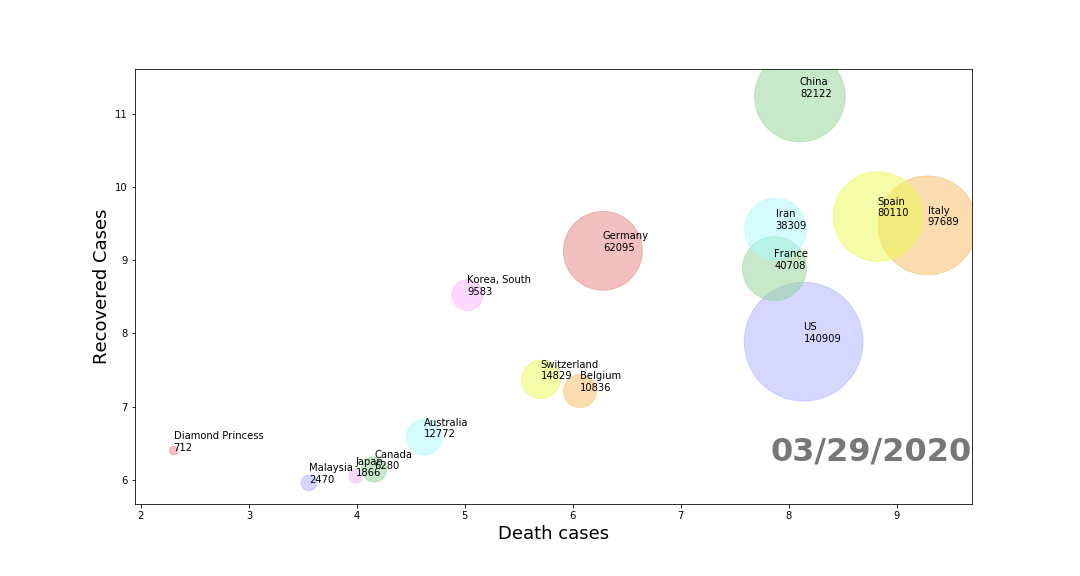 China
82122
11
10
Spain
80110
Italy
97689
Iran
38309
Germany
62095
France
40708
9
Korea, South
9583
US
140909
8
Switzerland
14829
Belgium
10836
7
Australia
12772
Diamond Princess
712
Canada
6280
Japan
1866
Malaysia
2470
03/29/2020
6
2 3 4 5 6 7 8 9
Death cases
Recovered Cases